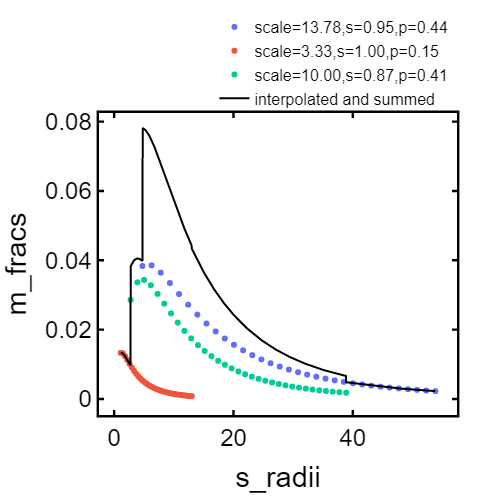 scale=13.78,s=0.95,p=0.44
scale=3.33,s=1.00,p=0.15
scale=10.00,s=0.87,p=0.41
interpolated and summed
0.08
0.06
0.04
0.02
0
m_fracs
0 20 40
s_radii